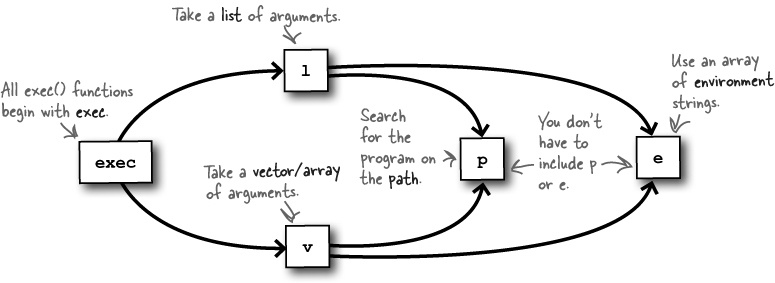 Take a list of arguments.
l
All exec() functions
begin with exec.
exec
Take a vector/array
of arguments.
v
Search
for the
program on
the path.
p
You don't
have to
include p
or e.
Use an array
of environment
strings.
e